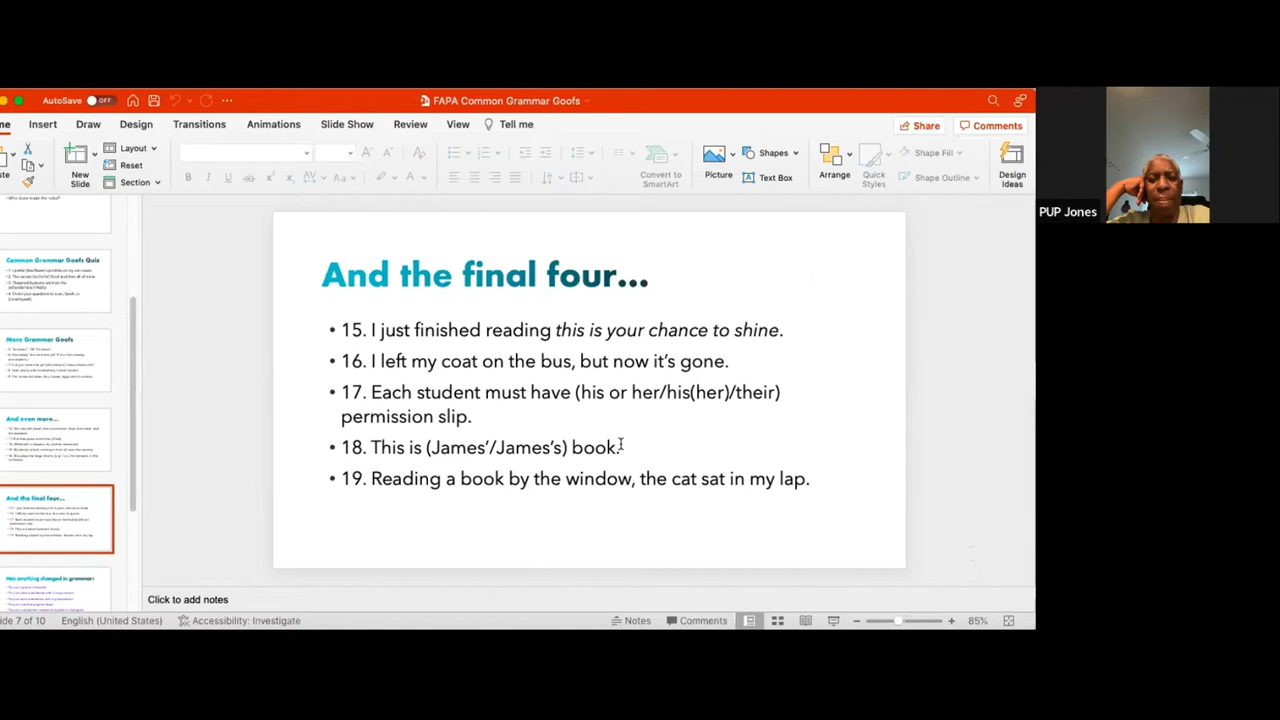 AutoSave OFF
FAPA Common Grammar Goofs
Insert Draw Design Transitions Animations Slide Show Review View Tell me
Share Comments
New Slide
Layout
Reset
Section
Convert to SmartArt
Picture
Shapes
Text Box
Arrange
Quick Styles
Shape Fill
Shape Outline
Design Ideas
PUP Jones
Common Grammar Goofs Quiz
More Grammar Goofs
And even more...
And the final four...
Has anything changed in grammar?
And the final four...
• 15. I just finished reading this is your chance to shine.
• 16. I left my coat on the bus, but now it's gone.
• 17. Each student must have (his or her/his(her)/their)
permission slip.
• 18. This is (James'/James's) book.
• 19. Reading a book by the window, the cat sat in my lap.
Click to add notes
7 of 10 English (United States) Accessibility: Investigate
Notes Comments 85%